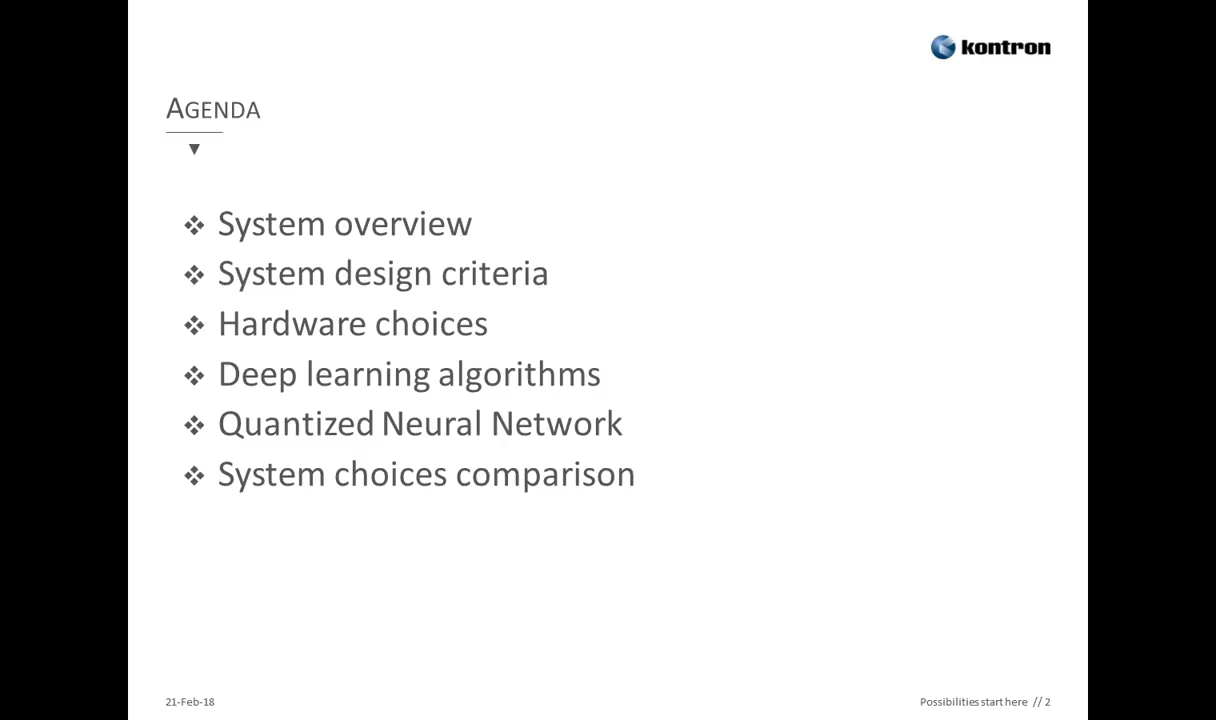 kontron
AGENDA
System overview
System design criteria
Hardware choices
Deep learning algorithms
Quantized Neural Network
System choices comparison
21-Feb-18
Possibilities start here // 2